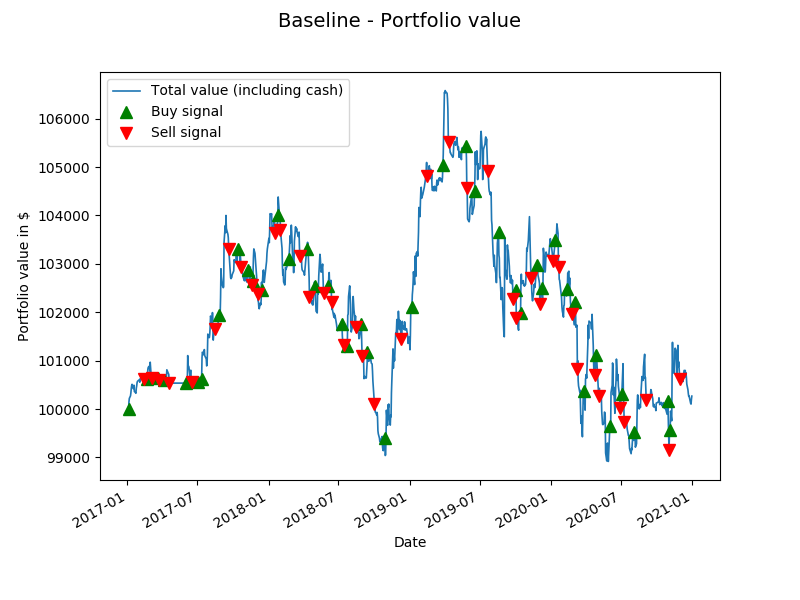 Baseline - Portfolio value
Total value (including cash)
Buy signal
Sell signal
106000
105000
104000
103000
102000
101000
100000
99000
Portfolio value in $
2017-01
2017-07
2018-01
2018-07
2019-01
2019-07
2020-01
2020-07
2021-01
Date